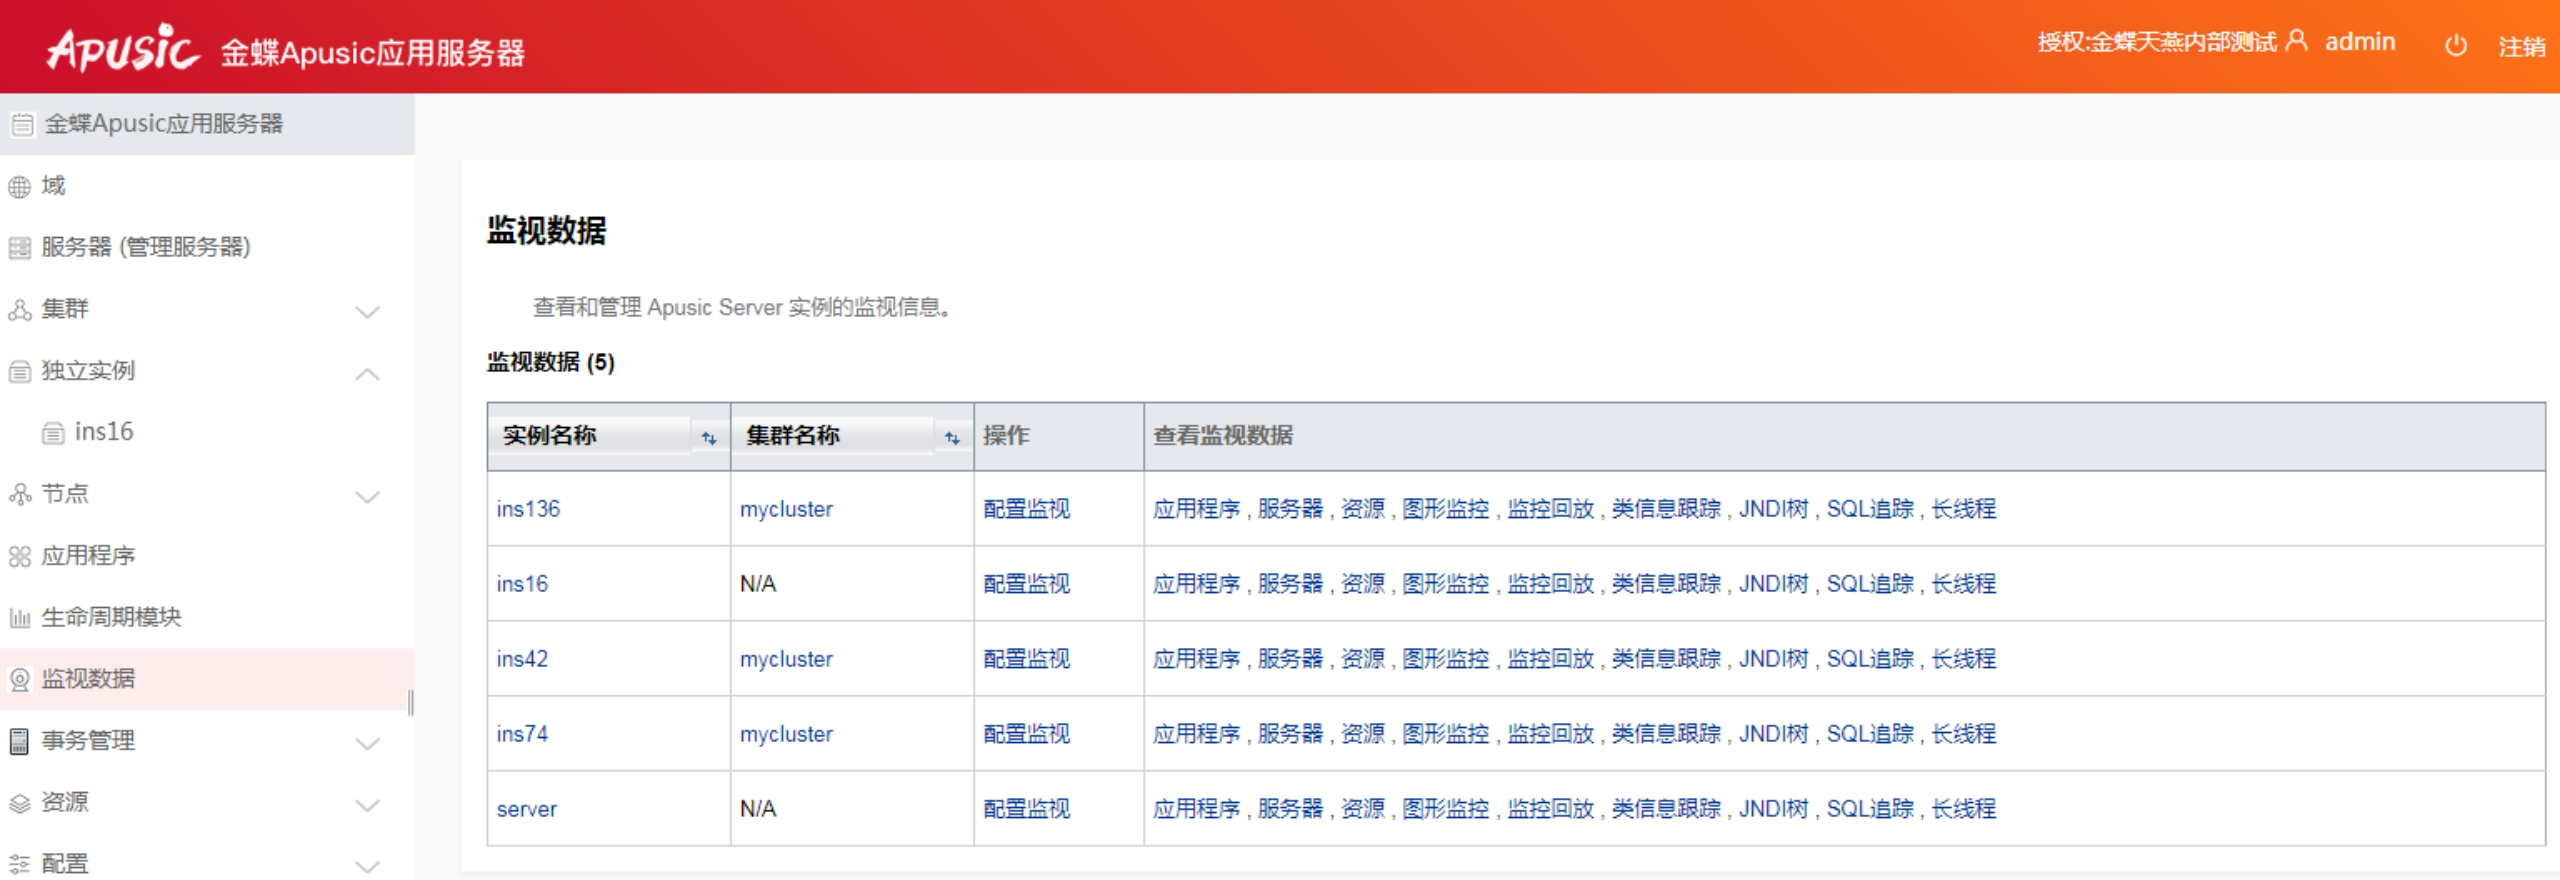 Apusic 金蝶Apusic应用服务器 授权:金蝶天燕内部测试 admin 注销
金蝶Apusic应用服务器
域
服务器 (管理服务器)
集群
独立实例
ins16
节点
应用程序
生命周期模块
监视数据
事务管理
资源
配置
监视数据
查看和管理 Apusic Server 实例的监视信息。
监视数据 (5)
实例名称 集群名称 操作 查看监视数据
ins136 mycluster 配置监视 应用程序 , 服务器 , 资源 , 图形监控 , 监控回放 , 类信息跟踪 , JNDI树 , SQL追踪 , 长线程
ins16 N/A 配置监视 应用程序 , 服务器 , 资源 , 图形监控 , 监控回放 , 类信息跟踪 , JNDI树 , SQL追踪 , 长线程
ins42 mycluster 配置监视 应用程序 , 服务器 , 资源 , 图形监控 , 监控回放 , 类信息跟踪 , JNDI树 , SQL追踪 , 长线程
ins74 mycluster 配置监视 应用程序 , 服务器 , 资源 , 图形监控 , 监控回放 , 类信息跟踪 , JNDI树 , SQL追踪 , 长线程
server N/A 配置监视 应用程序 , 服务器 , 资源 , 图形监控 , 监控回放 , 类信息跟踪 , JNDI树 , SQL追踪 , 长线程